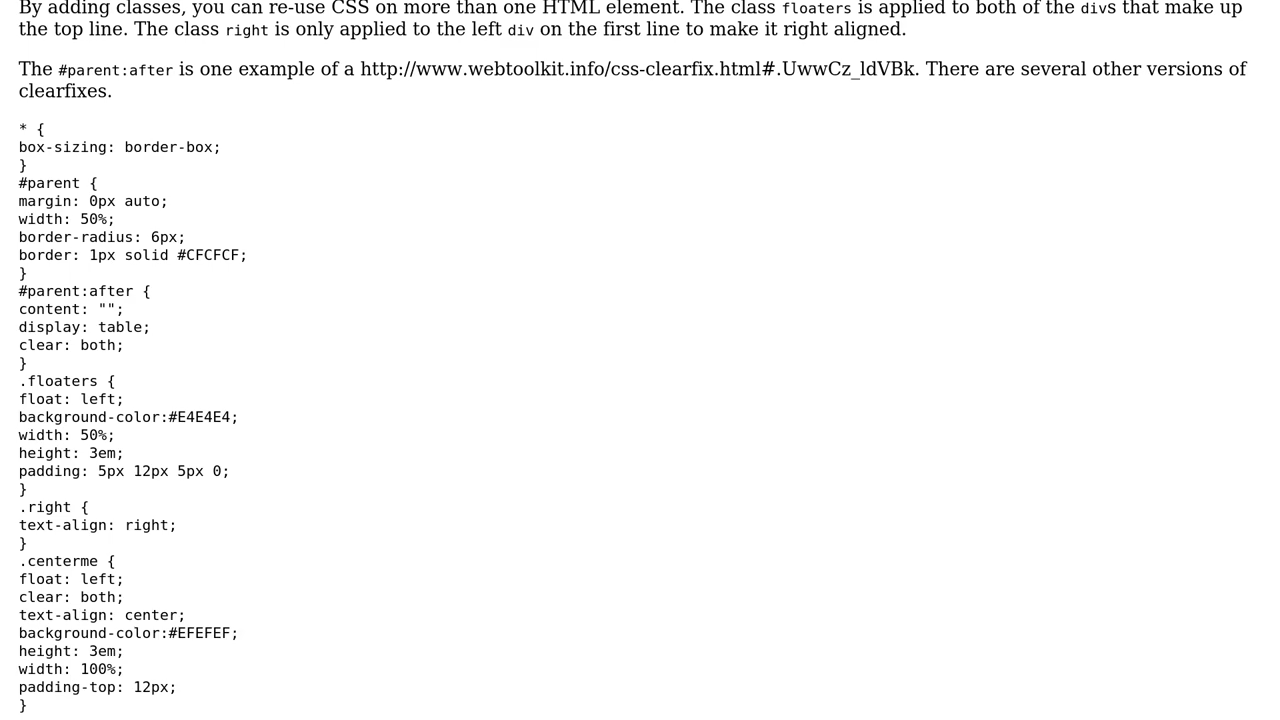 By adding classes, you can re-use CSS on more than one HTML element. The class floaters is applied to both of the divs that make up
the top line. The class right is only applied to the left div on the first line to make it right aligned.
The #parent:after is one example of a http://www.webtoolkit.info/css-clearfix.html#.UwwCz_ldVBk. There are several other versions of
clearfixes.
* {
box-sizing: border-box;
}
#parent {
margin: 0px auto;
width: 50%;
border-radius: 6px;
border: 1px solid #CFCFCF;
}
#parent:after {
content: "";
display: table;
clear: both;
}
.floaters {
float: left;
background-color:#E4E4E4;
width: 50%;
height: 3em;
padding: 5px 12px 5px 0;
}
.right {
text-align: right;
}
.centerme {
float: left;
clear: both;
text-align: center;
background-color:#EFEFEF;
height: 3em;
width: 100%;
padding-top: 12px;
}